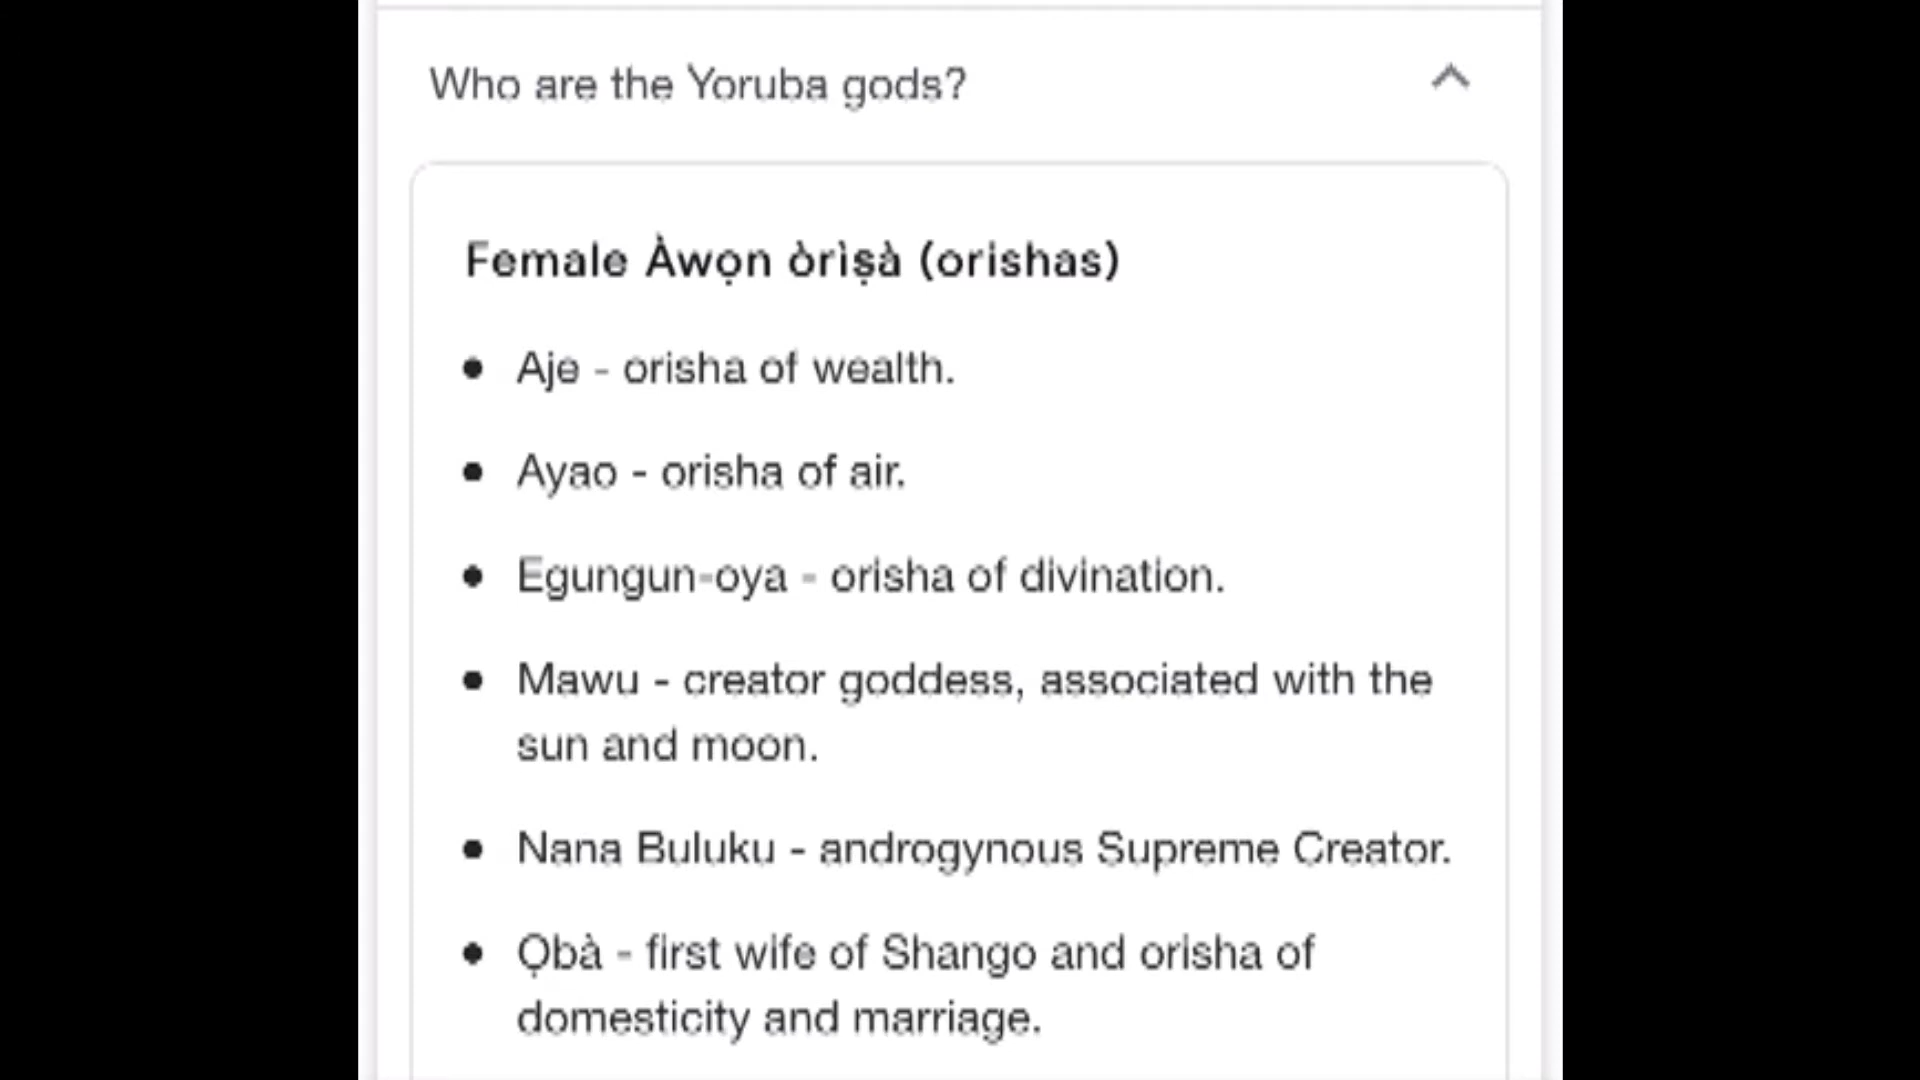 Who are the Yoruba gods?
Female Àwọn òrìṣà (orishas)
• Aje - orisha of wealth.
• Ayao - orisha of air.
• Egungun-oya - orisha of divination.
• Mawu - creator goddess, associated with the
sun and moon.
• Nana Buluku - androgynous Supreme Creator.
• Ọbà - first wife of Shango and orisha of
domesticity and marriage.